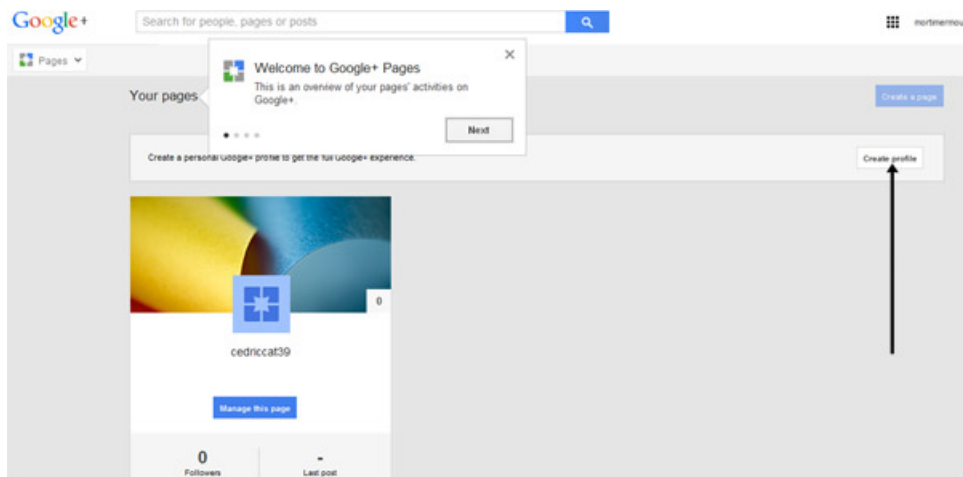 Google+
Search for people, pages or posts
Pages
Welcome to Google+ Pages
This is an overview of your pages' activities on
Google+.
Next
Your pages
Create a page
Create a personal Google+ profile to get the full Google+ experience.
Create profile
0
cedriccat39
Manage this page
0
Followers
-
Last post